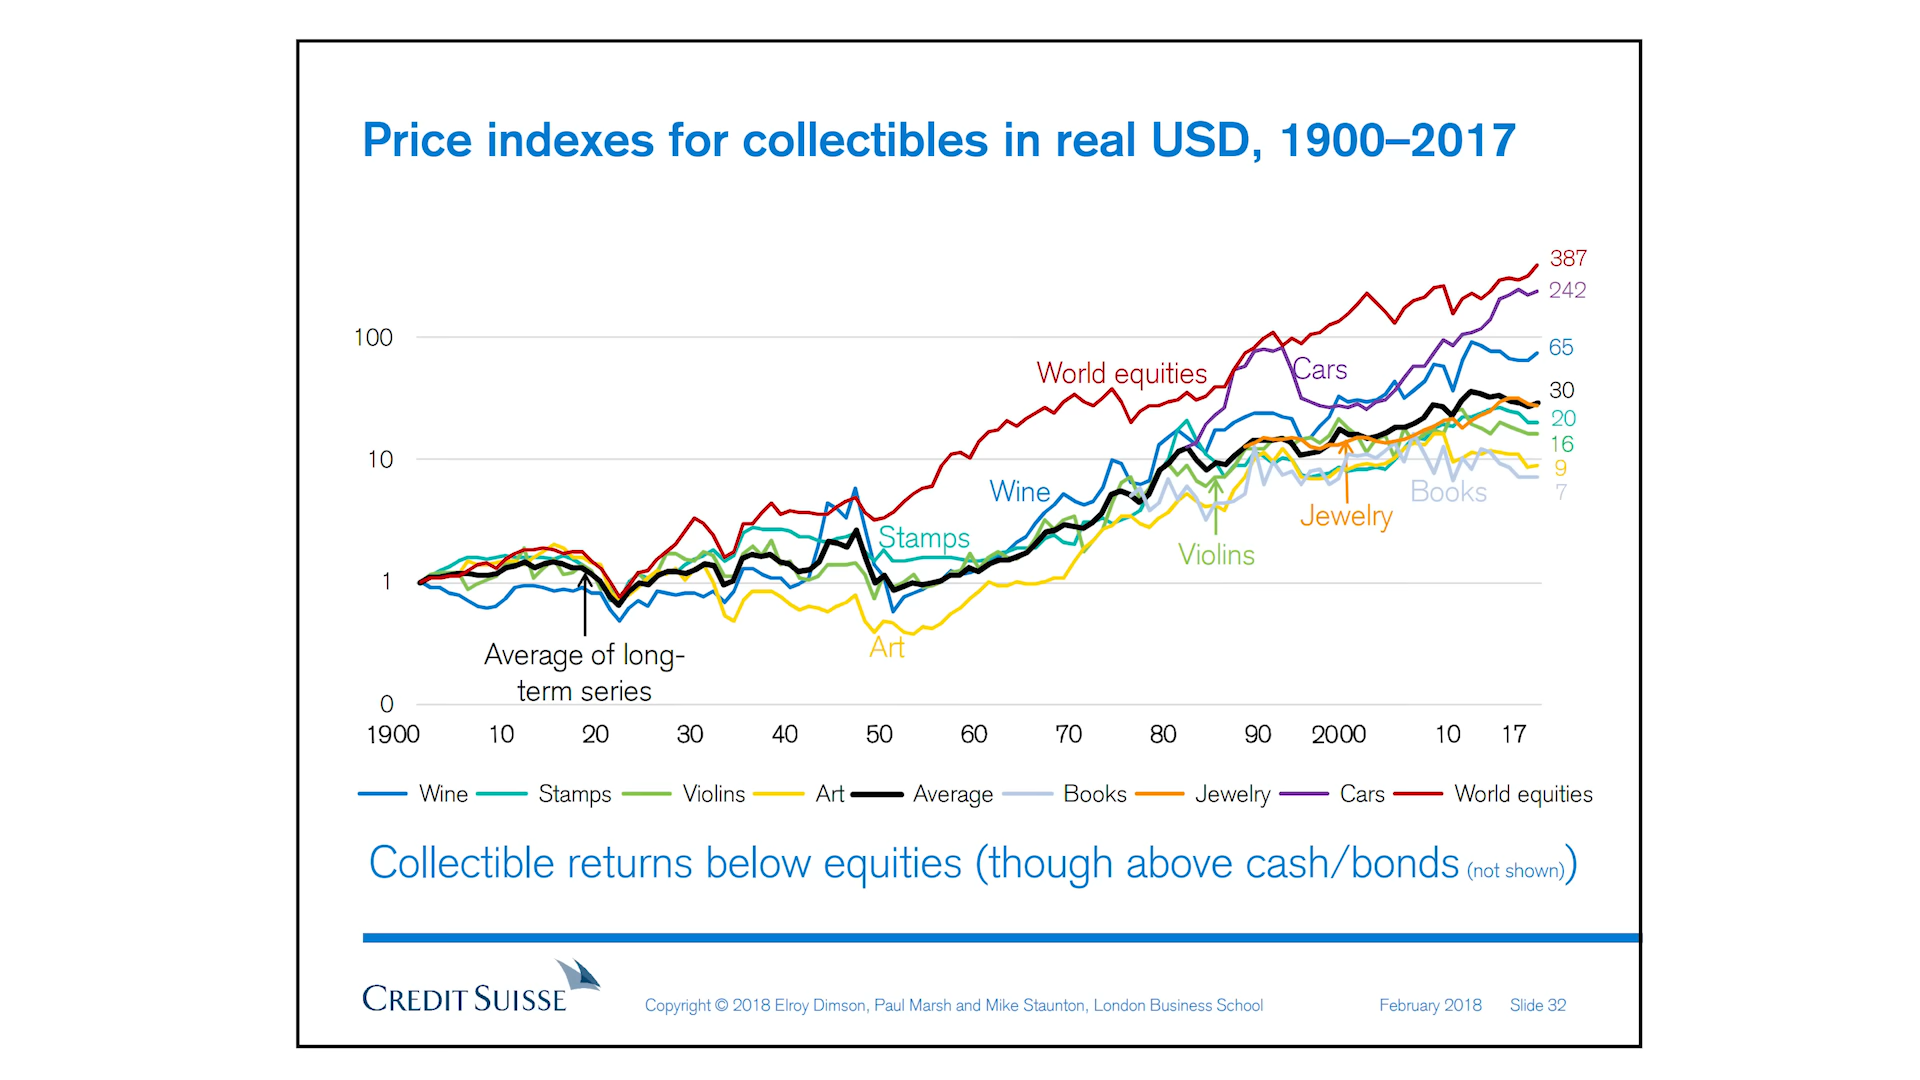 Price indexes for collectibles in real USD, 1900–2017
387
242
100
65
World equities
Cars
30
20
16
10
9
7
Wine
Books
Jewelry
Stamps
Violins
1
Art
Average of long-
term series
0
1900 10 20 30 40 50 60 70 80 90 2000 10 17
Wine Stamps Violins Art Average Books Jewelry Cars World equities
Collectible returns below equities (though above cash/bonds (not shown))
CREDIT SUISSE
Copyright © 2018 Elroy Dimson, Paul Marsh and Mike Staunton, London Business School
February 2018 Slide 32